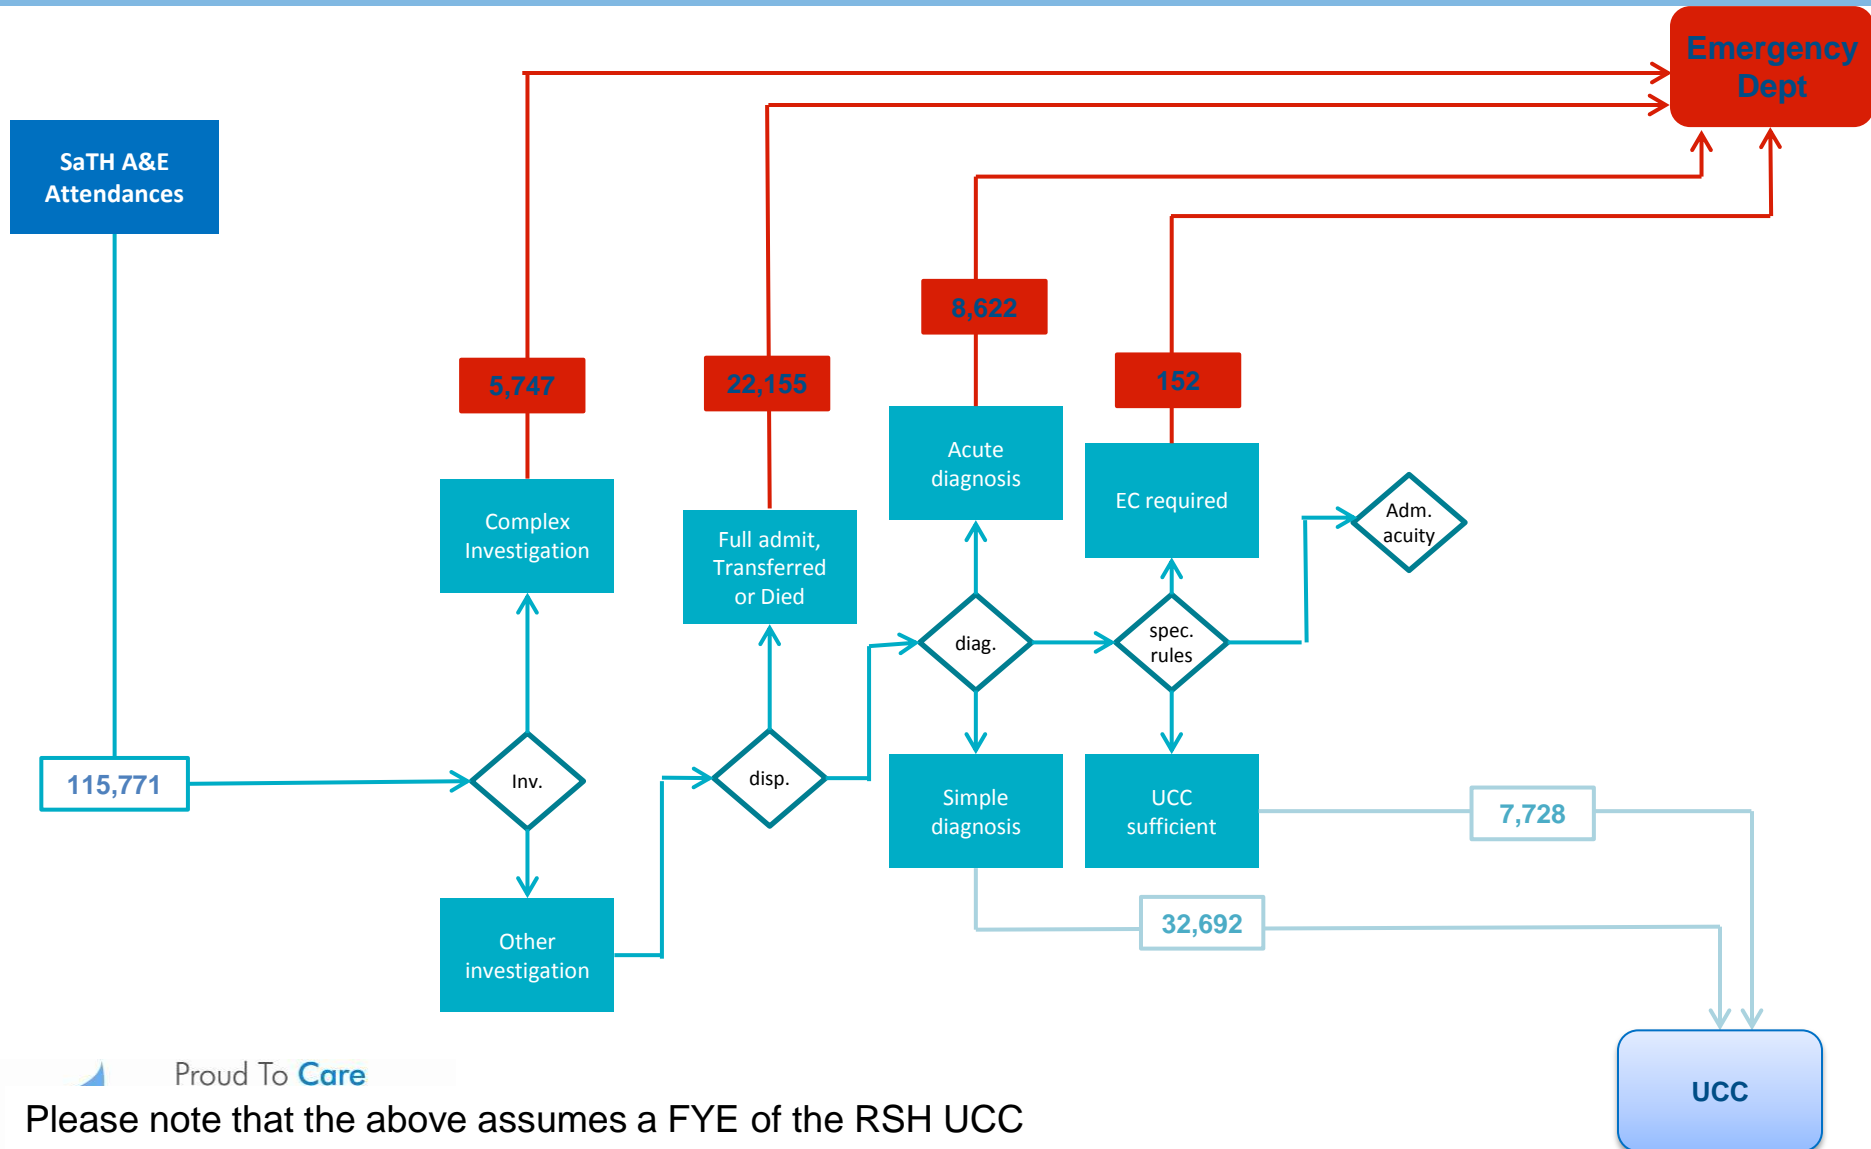 Emergency
Dept
SaTH A&E
Attendances
8,622
5,747
22,155
152
Acute
diagnosis
EC required
Adm.
acuity
Complex
Investigation
Full admit,
Transferred
or Died
diag.
spec.
rules
115,771
Inv.
disp.
Simple
diagnosis
UCC
sufficient
7,728
32,692
Other
investigation
Proud To Care
UCC
Please note that the above assumes a FYE of the RSH UCC